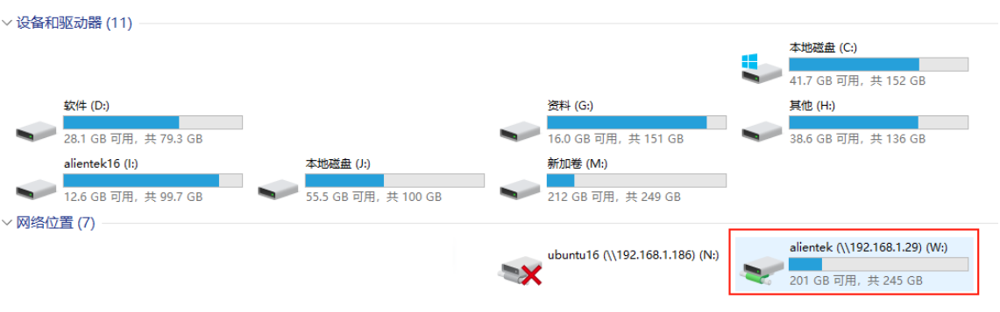 设备和驱动器 (11)
本地磁盘 (C:)
41.7 GB 可用，共 152 GB
软件 (D:)
28.1 GB 可用，共 79.3 GB
资料 (G:)
16.0 GB 可用，共 151 GB
其他 (H:)
38.6 GB 可用，共 136 GB
alientek16 (I:)
12.6 GB 可用，共 99.7 GB
本地磁盘 (J:)
55.5 GB 可用，共 100 GB
新加卷 (M:)
212 GB 可用，共 249 GB
网络位置 (7)
ubuntu16 (\\192.168.1.186) (N:)
alientek (\\192.168.1.29) (W:)
201 GB 可用，共 245 GB